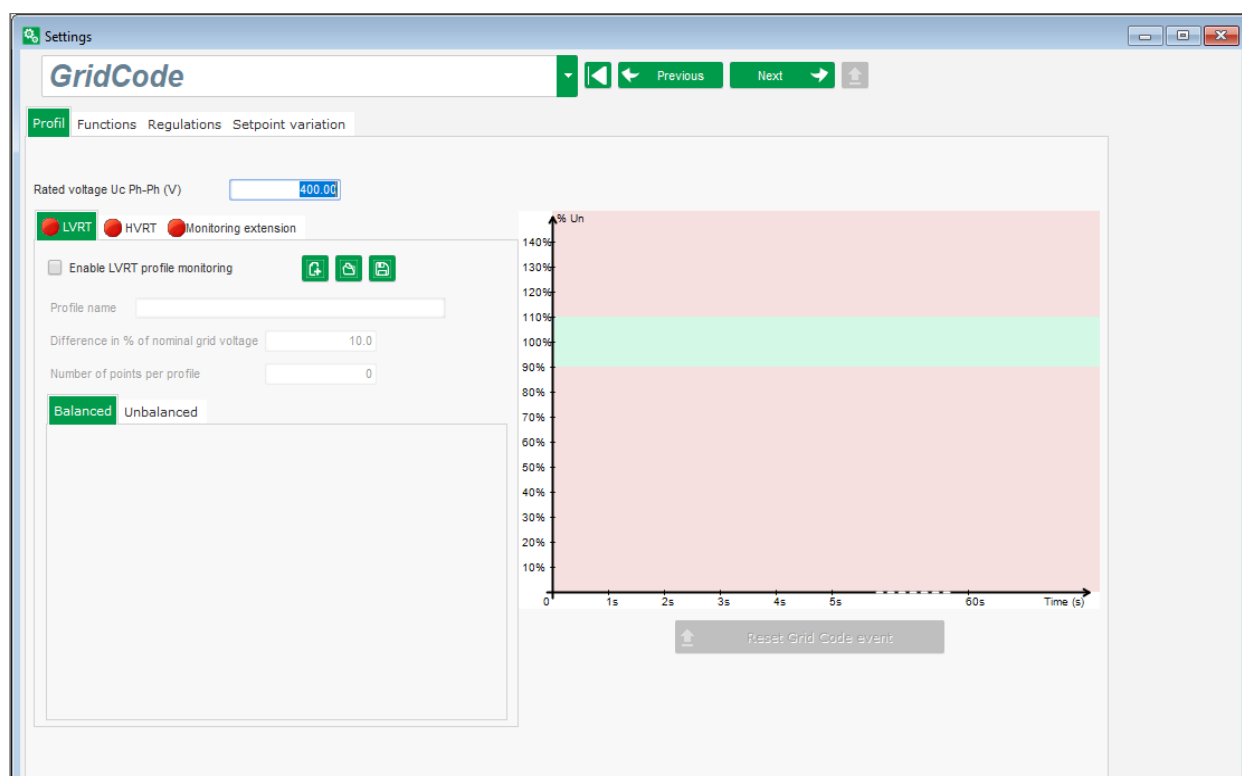 Settings
GridCode
Previous Next
Profil Functions Regulations Setpoint variation
Rated voltage Uc Ph-Ph (V) 400.00
LVRT HVRT Monitoring extension
Enable LVRT profile monitoring
Profile name
Difference in % of nominal grid voltage 10.0
Number of points per profile 0
Balanced Unbalanced
% Un
140%
130%
120%
110%
100%
90%
80%
70%
60%
50%
40%
30%
20%
10%
0 1s 2s 3s 4s 5s 60s Time (s)
Reset Grid Code event